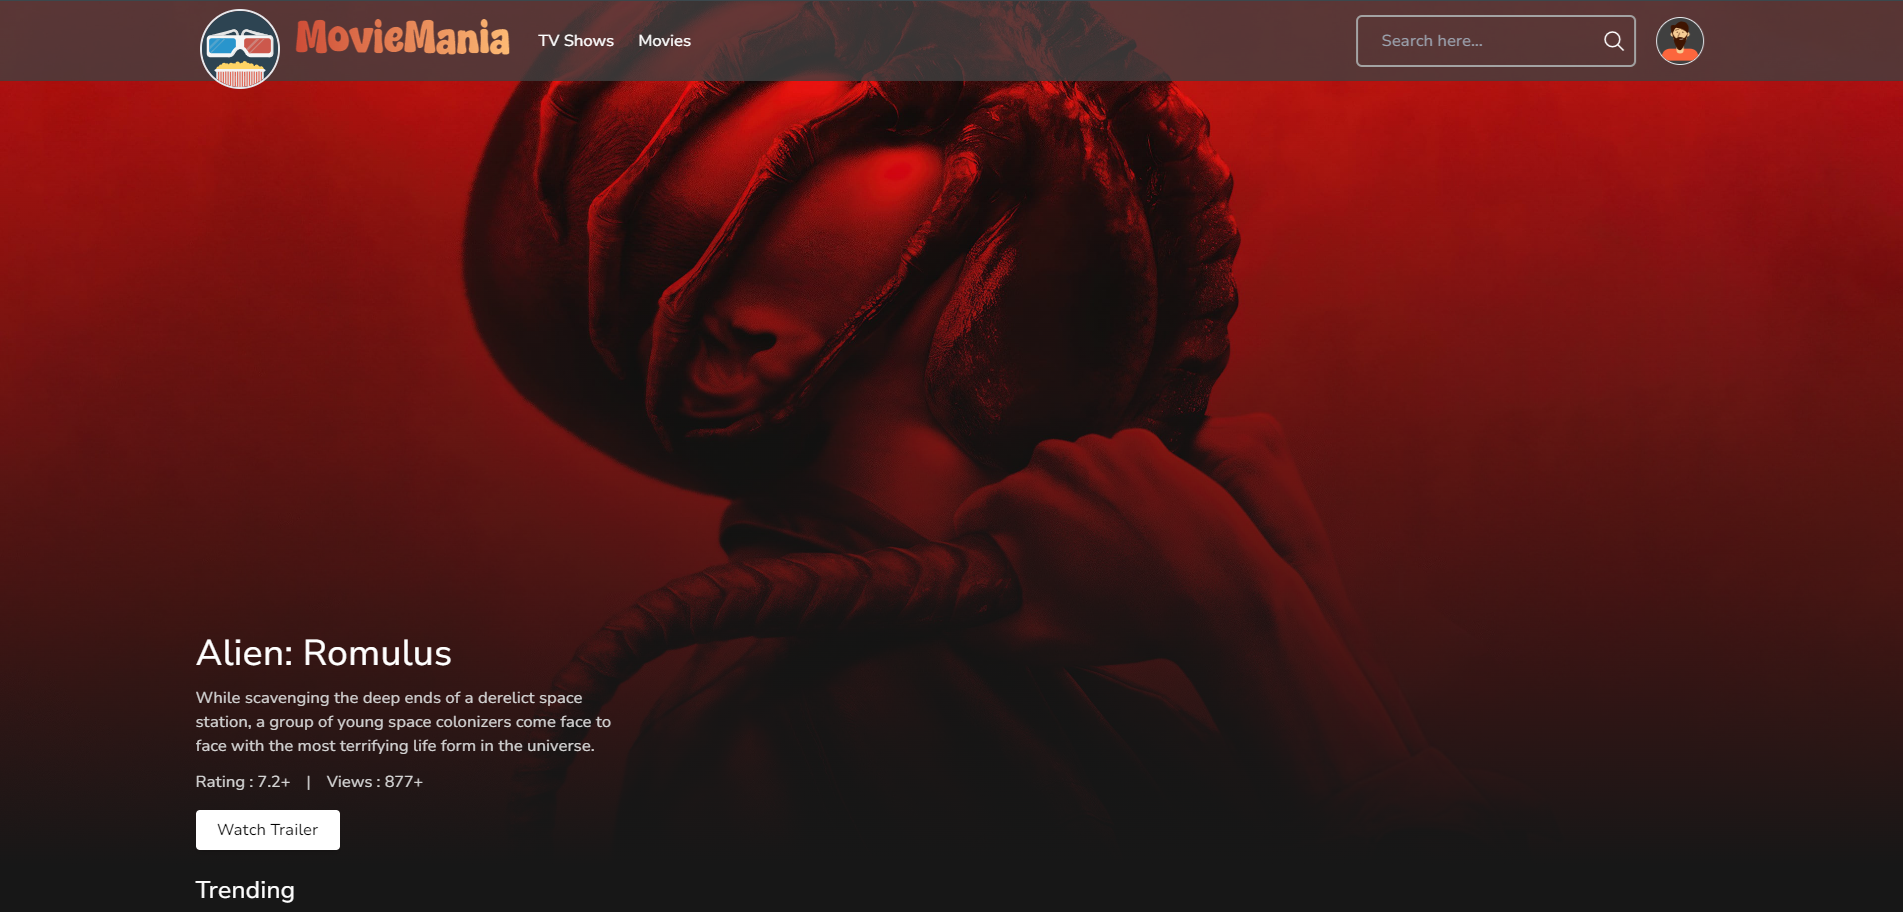 MovieMania
TV Shows
Movies
Search here...
Alien: Romulus
While scavenging the deep ends of a derelict space
station, a group of young space colonizers come face to
face with the most terrifying life form in the universe.
Rating : 7.2+ | Views : 877+
Watch Trailer
Trending